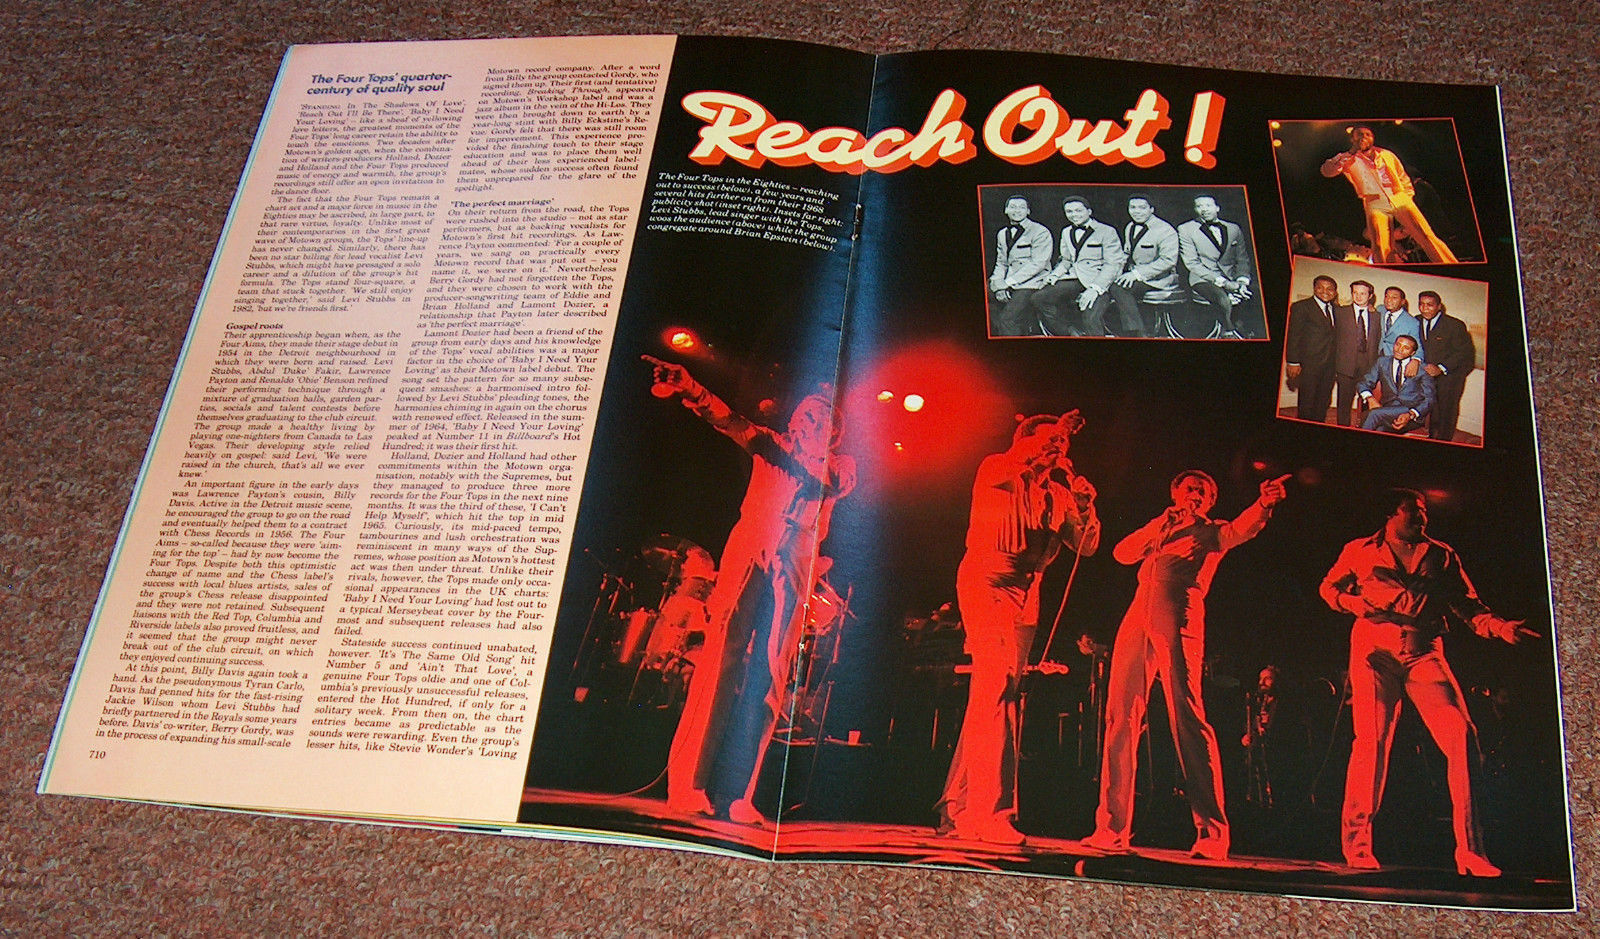 The Four Tops' quarter-
century of quality soul
'STANDING In The Shadows Of Love',
'Reach Out I'll Be There', 'Baby I Need
Your Loving' – like a sheaf of yellowing
love letters, the greatest moments of the
Four Tops' long career retain the ability to
touch the emotions. Two decades after
Motown's golden age, when the combina-
tion of writers-producers Holland, Dozier
and Holland and the Four Tops produced
music of energy and warmth, the group's
recordings still offer an open invitation to
the dance floor.
The fact that the Four Tops remain a
chart act and a major force in music in the
Eighties may be ascribed, in large part, to
that rare virtue, loyalty. Unlike most of
their contemporaries in the first great
wave of Motown groups, the Tops' line-up
has never changed. Similarly, there has
been no star billing for lead vocalist Levi
Stubbs, which might have presaged a solo
career and a dilution of the group's hit
formula. The Tops stand four-square, a
team that stuck together. 'We still enjoy
singing together,' said Levi Stubbs in
1982, 'but we're friends first.'
Gospel roots
Their apprenticeship began when, as the
Four Aims, they made their stage debut in
1954 in the Detroit neighbourhood in
which they were born and raised. Levi
Stubbs, Abdul 'Duke' Fakir, Lawrence
Payton and Renaldo 'Obie' Benson refined
their performing technique through a
mixture of graduation balls, garden par-
ties, socials and talent contests before
themselves graduating to the club circuit.
The group made a healthy living by
playing one-nighters from Canada to Las
Vegas. Their developing style relied
heavily on gospel: said Levi, 'We were
raised in the church, that's all we ever
knew.'
An important figure in the early days
was Lawrence Payton's cousin, Billy
Davis. Active in the Detroit music scene,
he encouraged the group to go on the road
and eventually helped them to a contract
with Chess Records in 1956. The Four
Aims – so-called because they were 'aim-
ing for the top' – had by now become the
Four Tops. Despite both this optimistic
change of name and the Chess label's
success with local blues artists, sales of
the group's Chess release disappointed
and they were not retained. Subsequent
liaisons with the Red Top, Columbia and
Riverside labels also proved fruitless, and
it seemed that the group might never
break out of the club circuit, on which
they enjoyed continuing success.
At this point, Billy Davis again took a
hand. As the pseudonymous Tyran Carlo,
Davis had penned hits for the fast-rising
Jackie Wilson whom Levi Stubbs had
briefly partnered in the Royals some years
before. Davis' co-writer, Berry Gordy, was
in the process of expanding his small-scale
710
Motown record company. After a word
from Billy the group contacted Gordy, who
signed them up. Their first (and tentative)
recording, Breaking Through, appeared
on Motown's Workshop label and was a
jazz album in the vein of the Hi-Los. They
were then brought down to earth by a
year-long stint with Billy Eckstine's Re-
vue. Gordy felt that there was still room
for improvement. This experience pro-
vided the finishing touch to their stage
education and was to place them well
ahead of their less experienced label-
mates, whose sudden success often found
them unprepared for the glare of the
spotlight.
'The perfect marriage'
On their return from the road, the Tops
were rushed into the studio – not as star
performers, but as backing vocalists for
Motown's first hit recordings. As Law-
rence Payton commented: 'For a couple of
years, we sang on practically every
Motown record that was put out – you
name it, we were on it.' Nevertheless
Berry Gordy had not forgotten the Tops,
and they were chosen to work with the
producer-songwriting team of Eddie and
Brian Holland and Lamont Dozier, a
relationship that Payton later described
as 'the perfect marriage'.
Lamont Dozier had been a friend of the
group from early days and his knowledge
of the Tops' vocal abilities was a major
factor in the choice of 'Baby I Need Your
Loving' as their Motown label debut. The
song set the pattern for so many subse-
quent smashes: a harmonised intro fol-
lowed by Levi Stubbs' pleading tones, the
harmonies chiming in again on the chorus
with renewed effect. Released in the sum-
mer of 1964, 'Baby I Need Your Loving'
peaked at Number 11 in Billboard's Hot
Hundred; it was their first hit.
Holland, Dozier and Holland had other
commitments within the Motown orga-
nisation, notably with the Supremes, but
they managed to produce three more
records for the Four Tops in the next nine
months. It was the third of these, 'I Can't
Help Myself', which hit the top in mid
1965. Curiously, its mid-paced tempo,
tambourines and lush orchestration was
reminiscent in many ways of the Sup-
remes, whose position as Motown's hottest
act was then under threat. Unlike their
rivals, however, the Tops made only occa-
sional appearances in the UK charts:
'Baby I Need Your Loving' had lost out to
a typical Merseybeat cover by the Four-
most and subsequent releases had also
failed.
Stateside success continued unabated,
however. 'It's The Same Old Song' hit
Number 5 and 'Ain't That Love', a
genuine Four Tops oldie and one of Col-
umbia's previously unsuccessful releases,
entered the Hot Hundred, if only for a
solitary week. From then on, the chart
entries became as predictable as the
sounds were rewarding. Even the group's
lesser hits, like Stevie Wonder's 'Loving
Reach Out!
The Four Tops in the Eighties – reaching
out to success (below), a few years and
several hits further on from their 1968
publicity shot (inset right). Insets far right:
Levi Stubbs, lead singer with the Tops,
woos the audience (above) while the group
congregate around Brian Epstein (below).